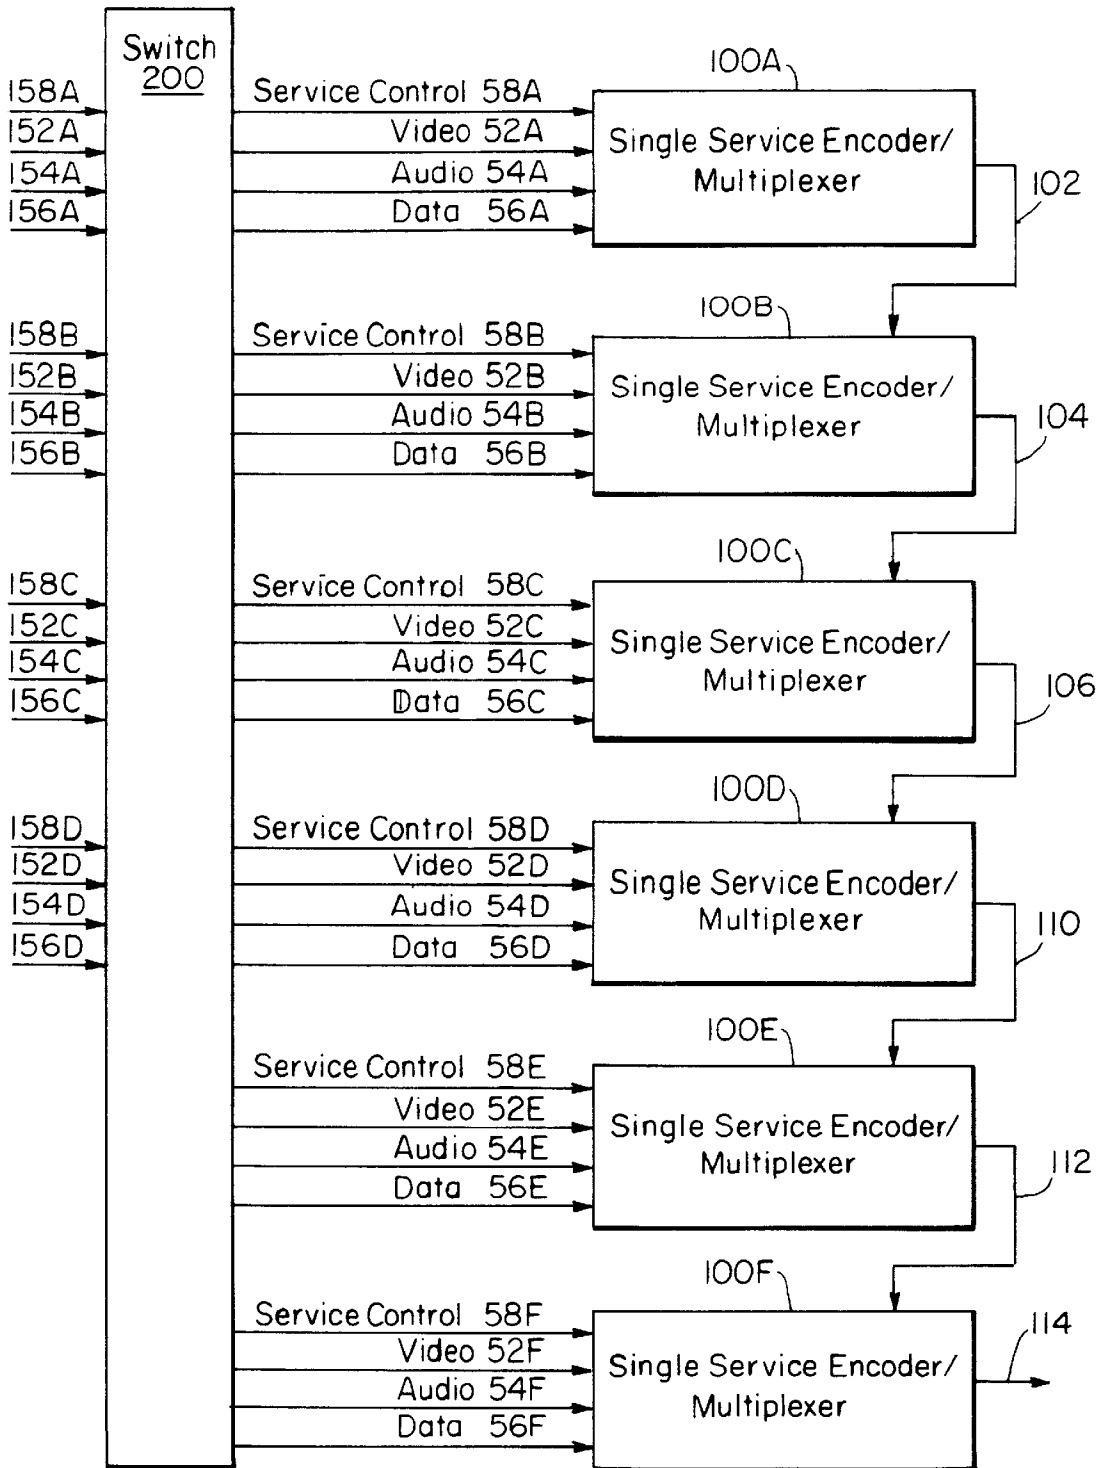 Switch
200
100A
158A
Service Control 58A
152A
Video 52A
154A
Audio 54A
156A
Data 56A
Single Service Encoder/
Multiplexer
102
100B
158B
Service Control 58B
152B
Video 52B
154B
Audio 54B
156B
Data 56B
Single Service Encoder/
Multiplexer
104
100C
158C
Service Control 58C
152C
Video 52C
154C
Audio 54C
156C
Data 56C
Single Service Encoder/
Multiplexer
106
100D
158D
Service Control 58D
152D
Video 52D
154D
Audio 54D
156D
Data 56D
Single Service Encoder/
Multiplexer
110
100E
Service Control 58E
Video 52E
Audio 54E
Data 56E
Single Service Encoder/
Multiplexer
112
100F
Service Control 58F
Video 52F
Audio 54F
Data 56F
Single Service Encoder/
Multiplexer
114